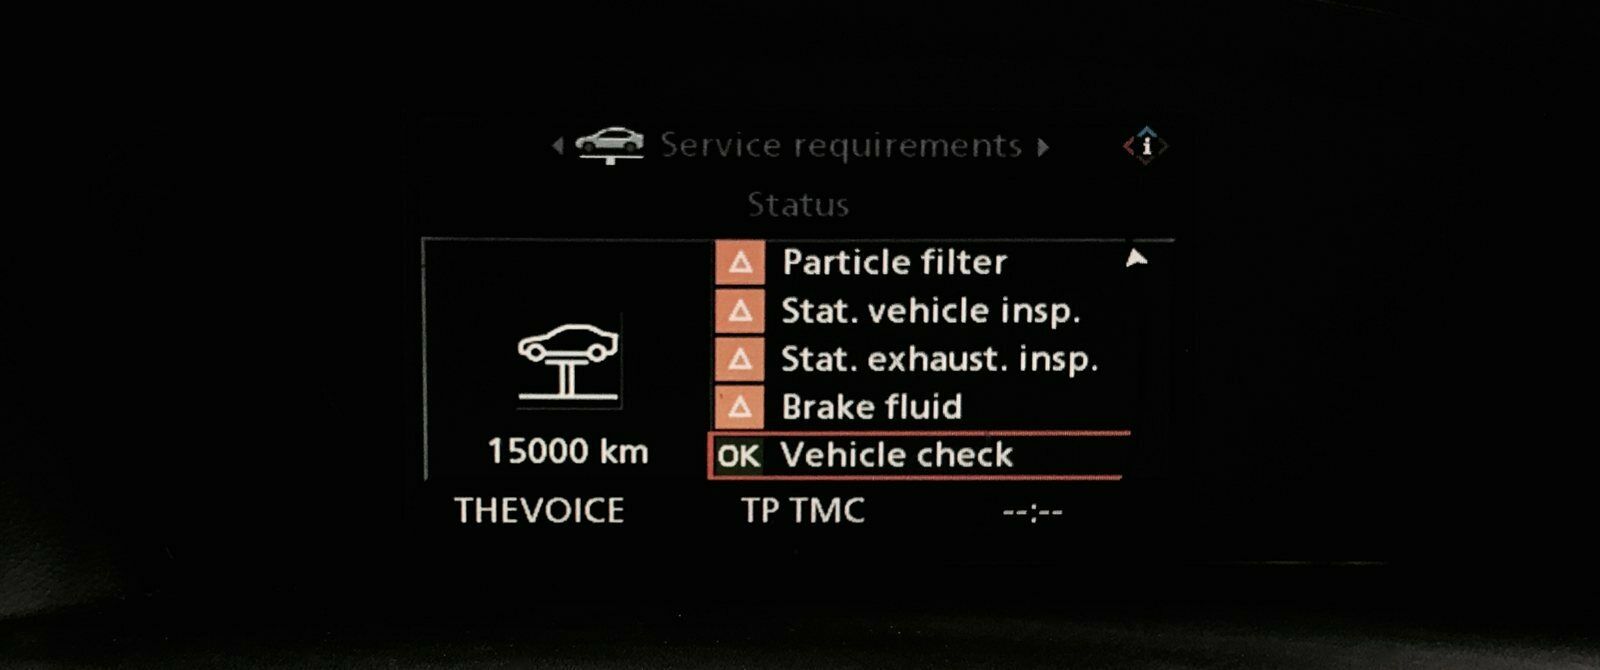 Service requirements
Status
Particle filter
Stat. vehicle insp.
Stat. exhaust. insp.
Brake fluid
OK Vehicle check
15000 km
THEVOICE TP TMC --:--